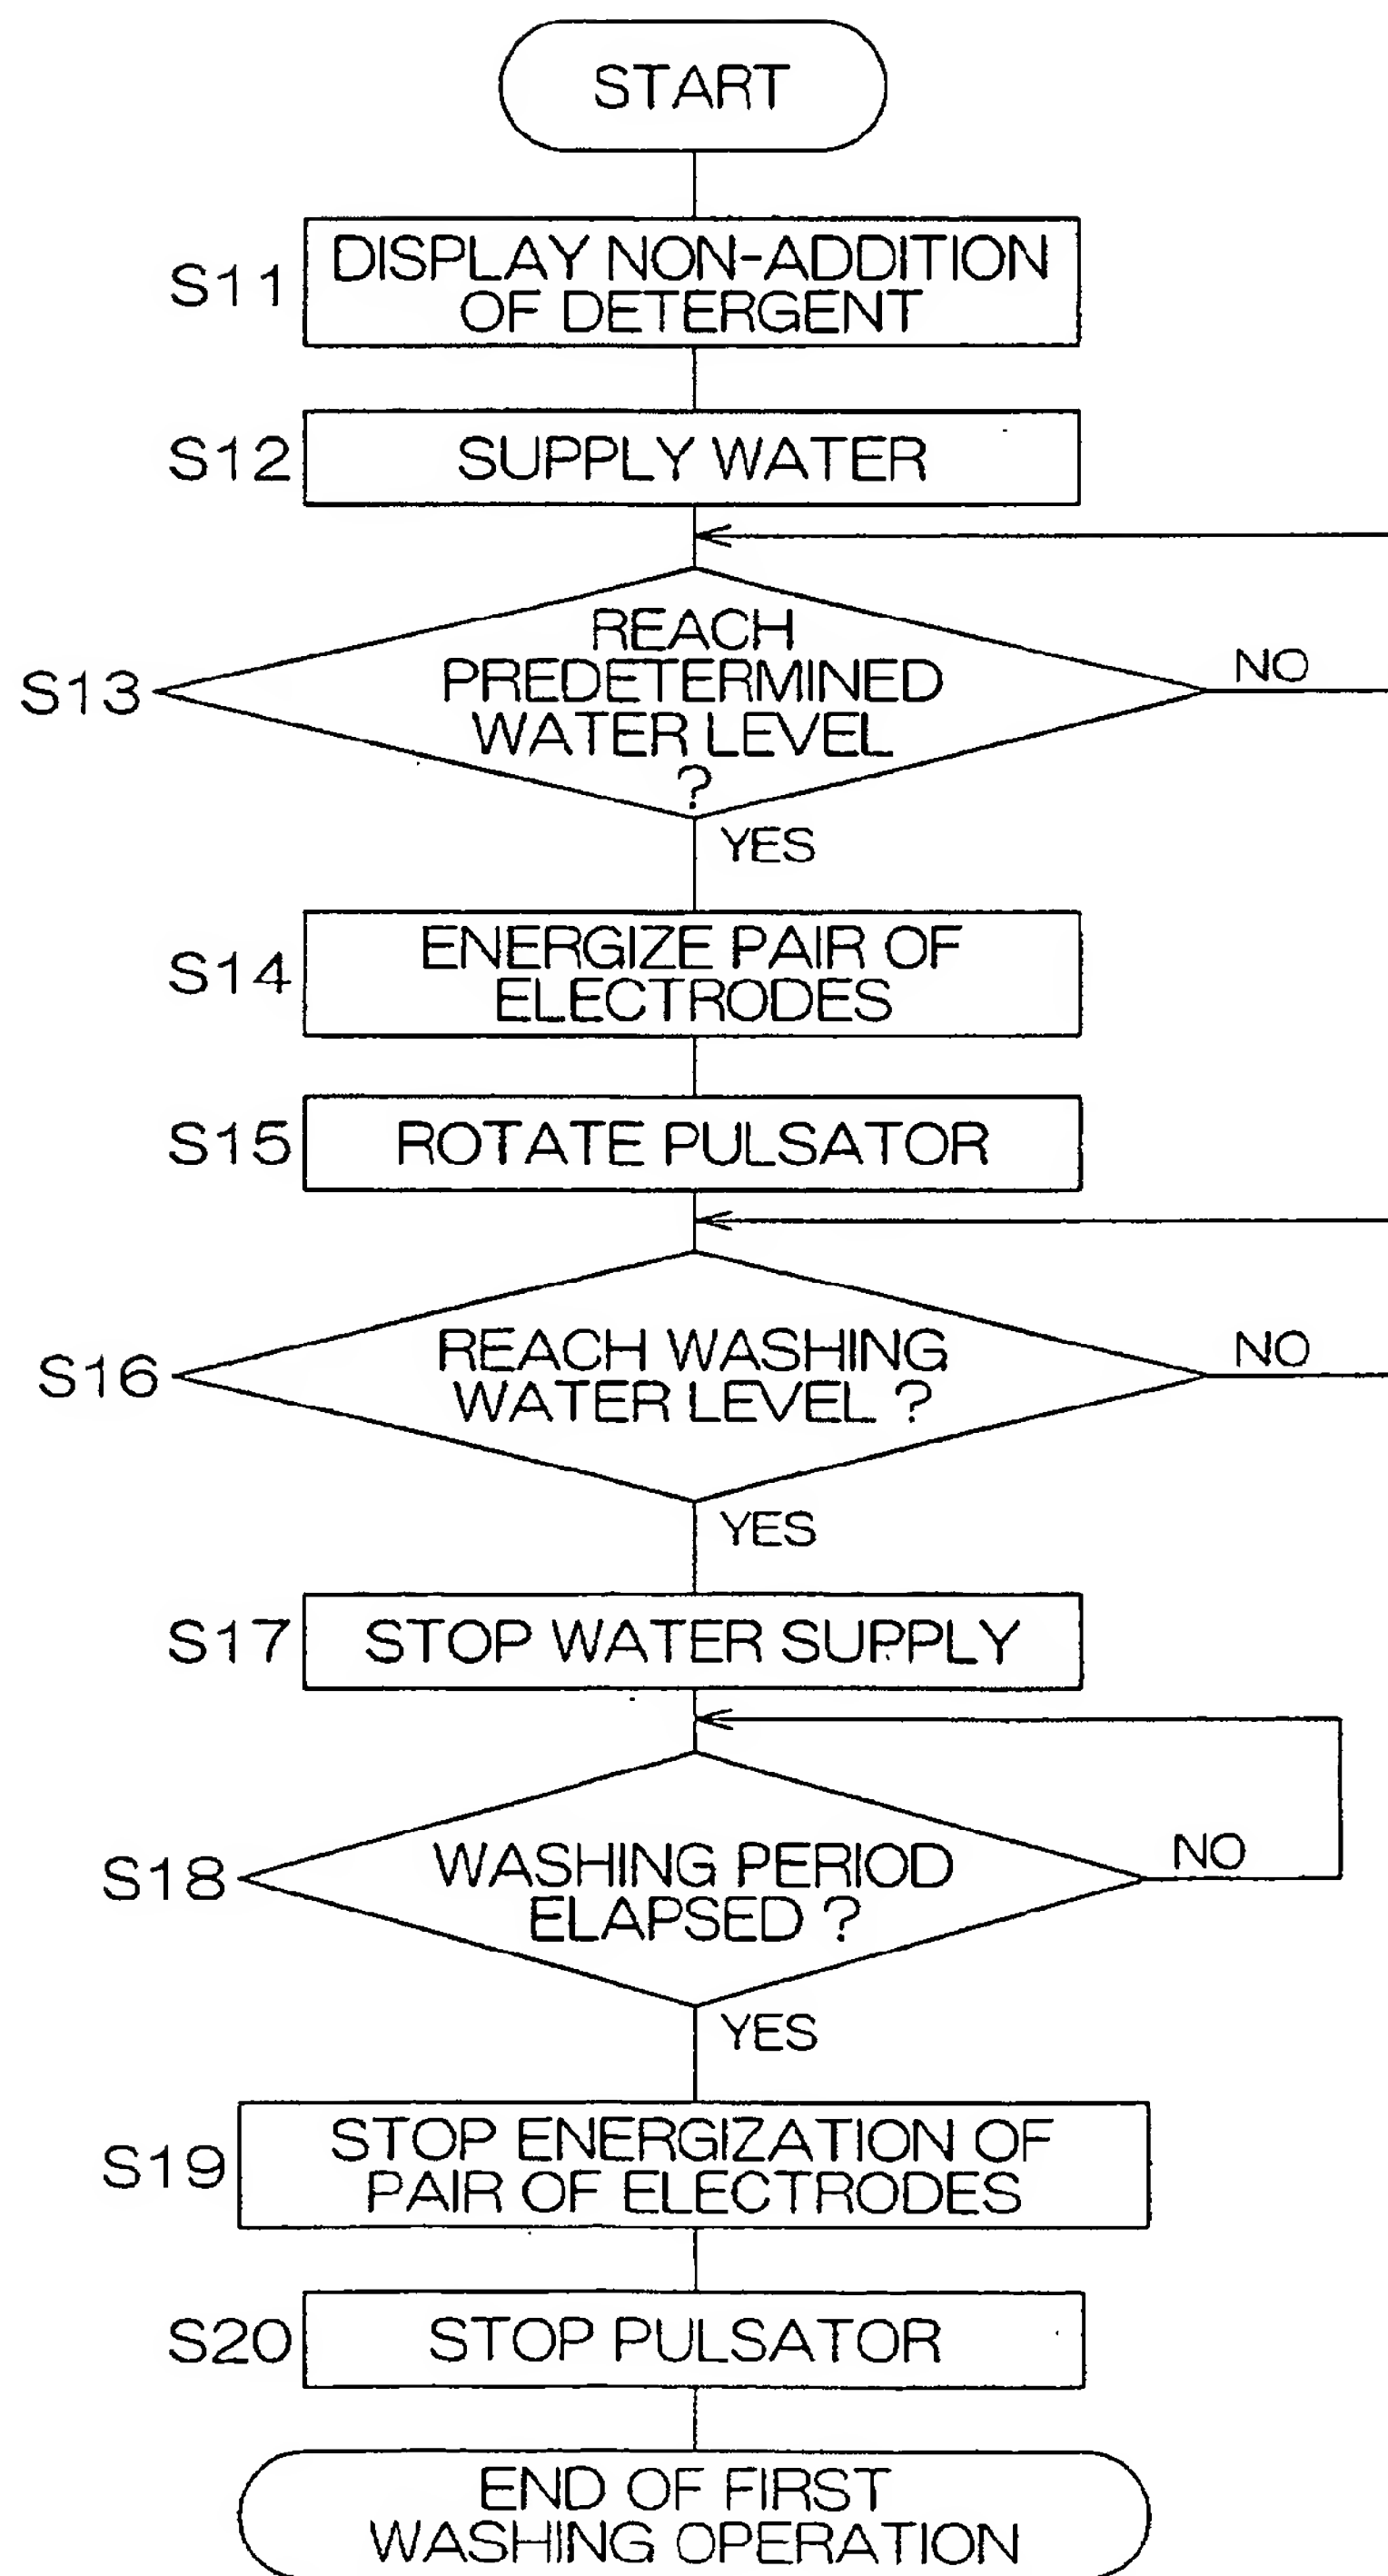 START
S11
DISPLAY NON-ADDITION
OF DETERGENT
S12
SUPPLY WATER
S13
REACH
PREDETERMINED
WATER LEVEL
?
NO
YES
S14
ENERGIZE PAIR OF
ELECTRODES
S15
ROTATE PULSATOR
S16
REACH WASHING
WATER LEVEL ?
NO
YES
S17
STOP WATER SUPPLY
S18
WASHING PERIOD
ELAPSED ?
NO
YES
S19
STOP ENERGIZATION OF
PAIR OF ELECTRODES
S20
STOP PULSATOR
END OF FIRST
WASHING OPERATION